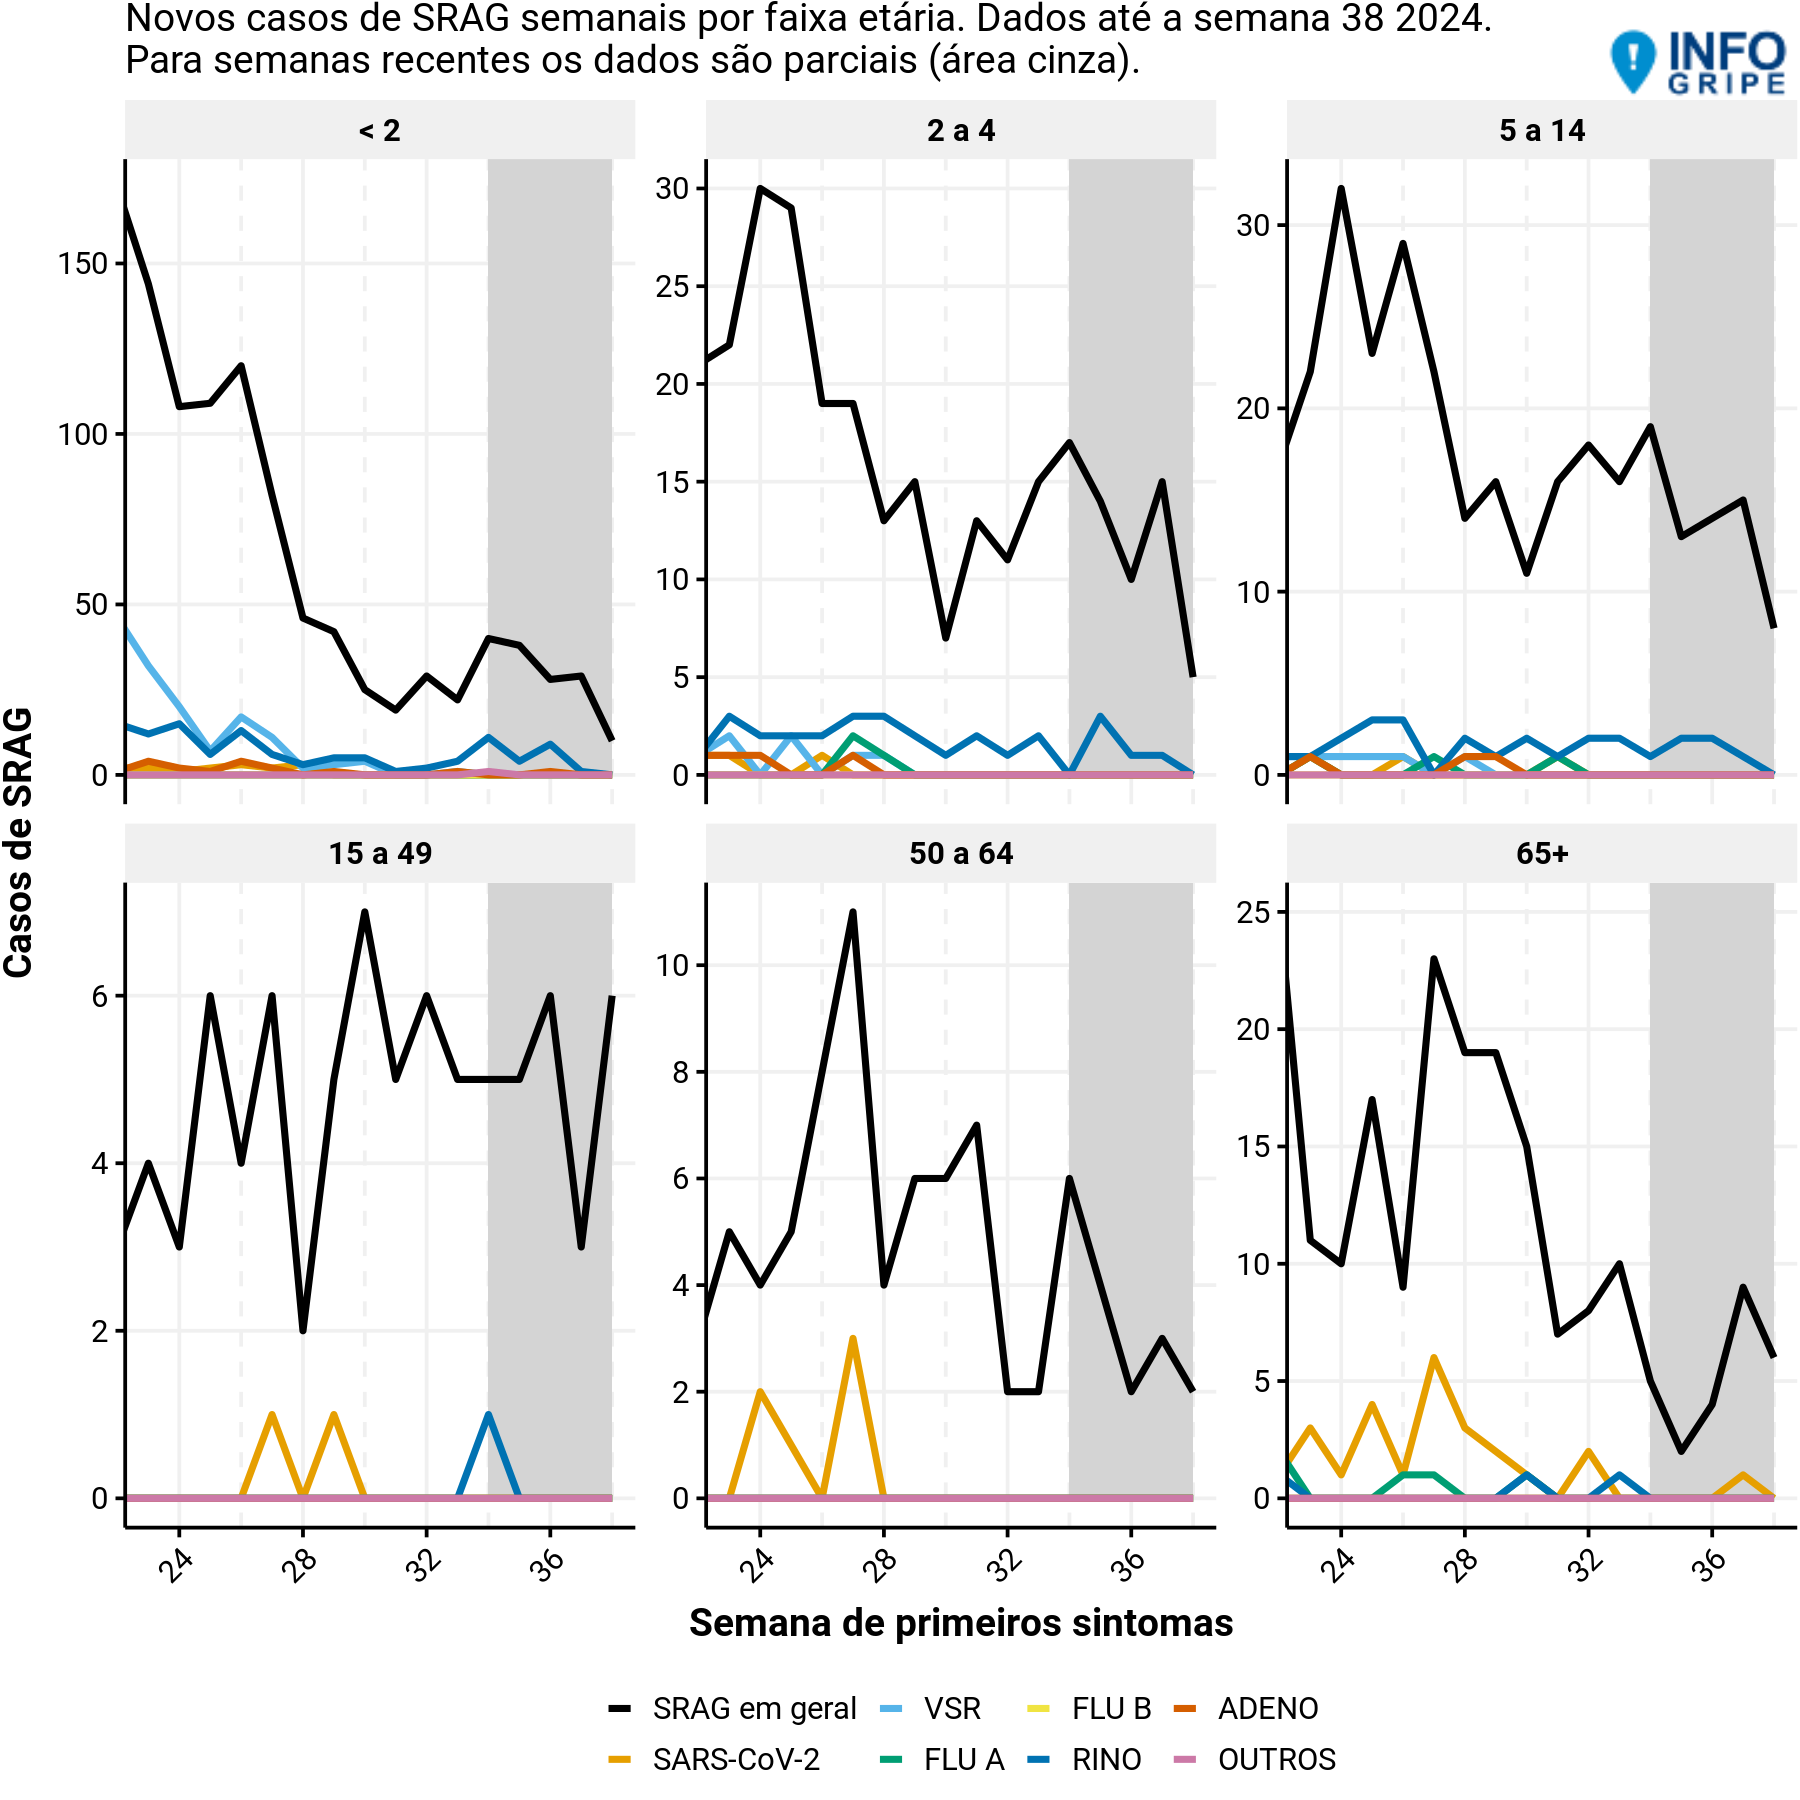 Novos casos de SRAG semanais por faixa etária. Dados até a semana 38 2024.
Para semanas recentes os dados são parciais (área cinza).
INFO
GRIPE
< 2
2 a 4
5 a 14
150
100
50
0
30
25
20
15
10
5
0
30
20
10
0
Casos de SRAG
15 a 49
50 a 64
65+
6
4
2
0
10
8
6
4
2
0
25
20
15
10
5
0
24 28 32 36
24 28 32 36
24 28 32 36
Semana de primeiros sintomas
SRAG em geral VSR FLU B ADENO
SARS-CoV-2 FLU A RINO OUTROS